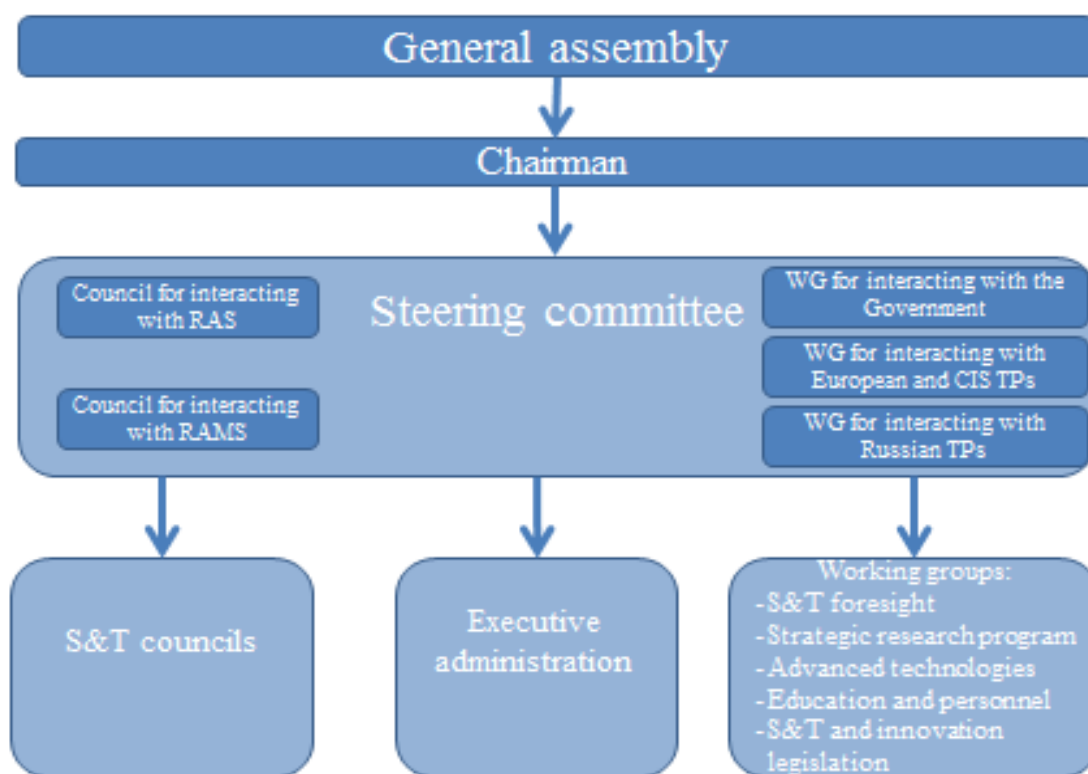 General assembly
Chairman
Council for interacting
with RAS
Steering committee
WG for interacting with the
Government
WG for interacting with
European and CIS TPs
Council for interacting
with RAMS
WG for interacting with
Russian TPs
S&T councils
Executive
administration
Working groups:
-S&T foresight
-Strategic research program
-Advanced technologies
-Education and personnel
-S&T and innovation
legislation